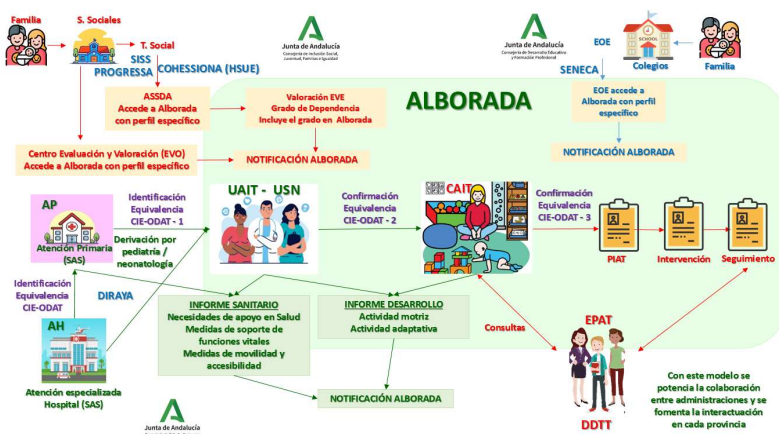 Familia
S. Sociales
T. Social
SISS
PROGRESSA
COHESSIONA (HSUE)
Junta de Andalucía
Consejería de Inclusión Social,
Juventud, Familias e Igualdad
Junta de Andalucía
Consejería de Desarrollo Educativo
y Formación Profesional
EOE
SCHOOL
SENECA
Colegios
Familia
ASSDA
Accede a Alborada
con perfil específico
Valoración EVE
Grado de Dependencia
Incluye el grado en Alborada
ALBORADA
EOE accede a
Alborada con perfil
específico
Centro Evaluación y Valoración (EVO)
Accede a Alborada con perfil específico
NOTIFICACIÓN ALBORADA
NOTIFICACIÓN ALBORADA
AP
Atención Primaria
(SAS)
Identificación
Equivalencia
CIE-ODAT - 1
Derivación por
pediatría /
neonatología
UAIT - USN
Confirmación
Equivalencia
CIE-ODAT - 2
CAIT
Confirmación
Equivalencia
CIE-ODAT - 3
PIAT
Intervención
Seguimiento
Identificación
Equivalencia
CIE-ODAT
DIRAYA
AH
Atención especializada
Hospital (SAS)
INFORME SANITARIO
Necesidades de apoyo en Salud
Medidas de soporte de
funciones vitales
Medidas de movilidad y
accesibilidad
INFORME DESARROLLO
Actividad motriz
Actividad adaptativa
NOTIFICACIÓN ALBORADA
Consultas
EPAT
DDTT
Con este modelo se
potencia la colaboración
entre administraciones y se
fomenta la interactuación
en cada provincia
Junta de Andalucía